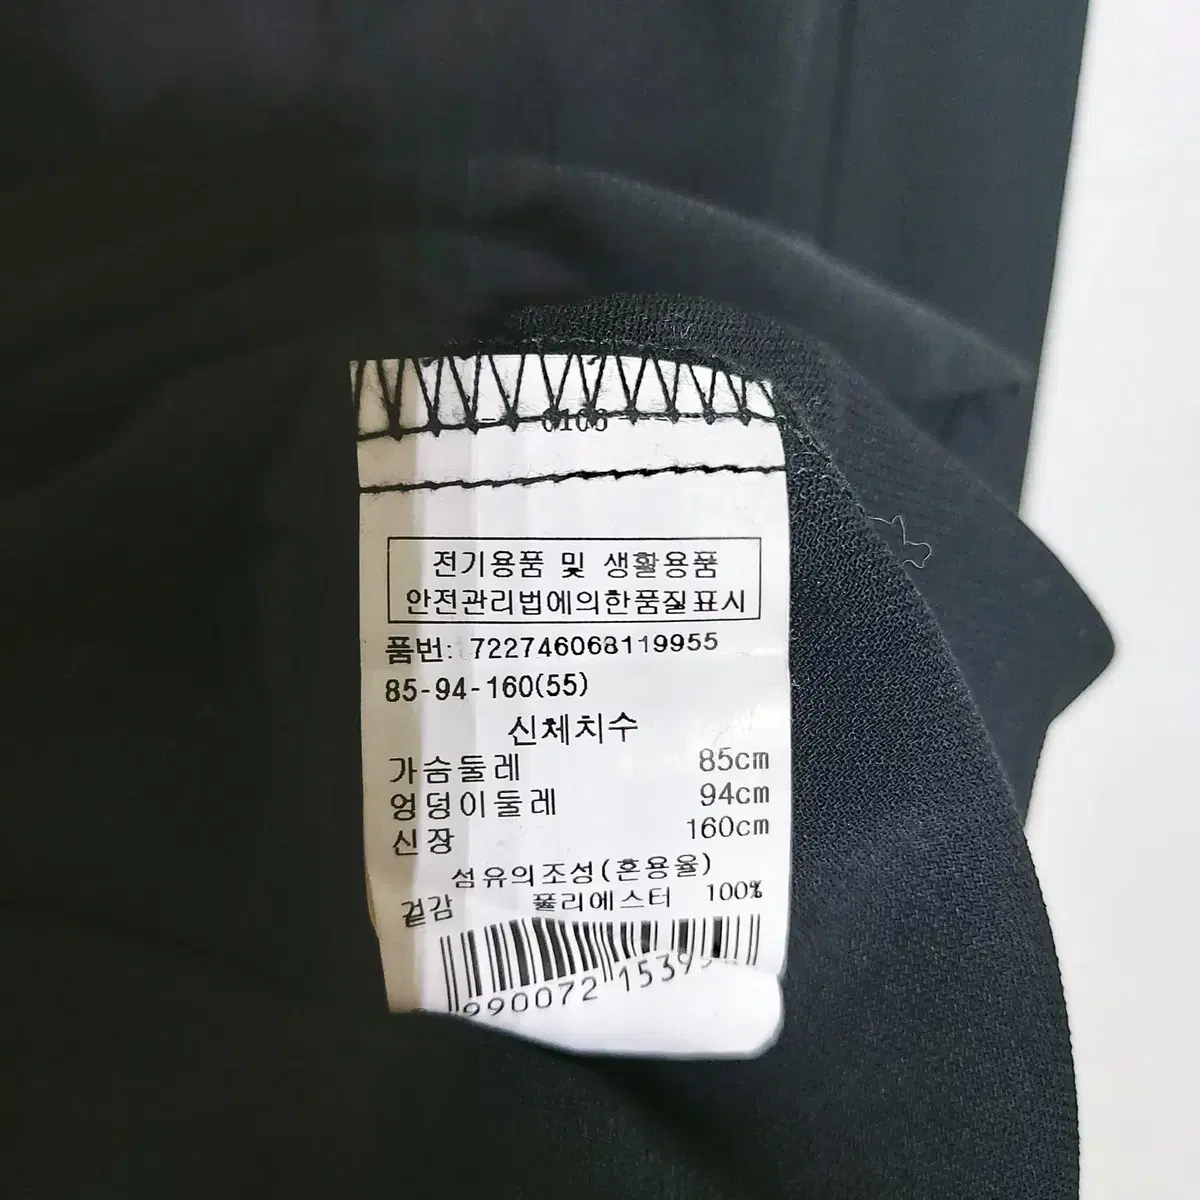 전기용품 및 생활용품
안전관리법에의한품질표시
품번: 722746068119955
85-94-160(55)
신체치수
가슴둘레 85cm
엉덩이둘레 94cm
신장 160cm
섬유의조성(혼용율)
겉감 폴리에스터 100%
990072 1539